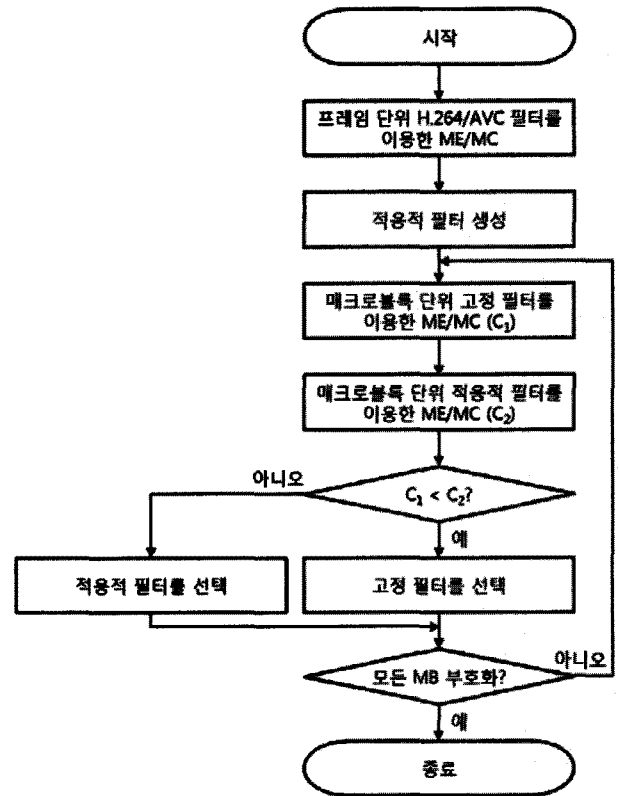 시작
프레임 단위 H.264/AVC 필터를
이용한 ME/MC
적응적 필터 생성
매크로블록 단위 고정 필터를
이용한 ME/MC (C₁)
매크로블록 단위 적응적 필터를
이용한 ME/MC (C₂)
C₁ < C₂?
아니오
예
적응적 필터를 선택
고정 필터를 선택
모든 MB 부호화?
아니오
예
종료